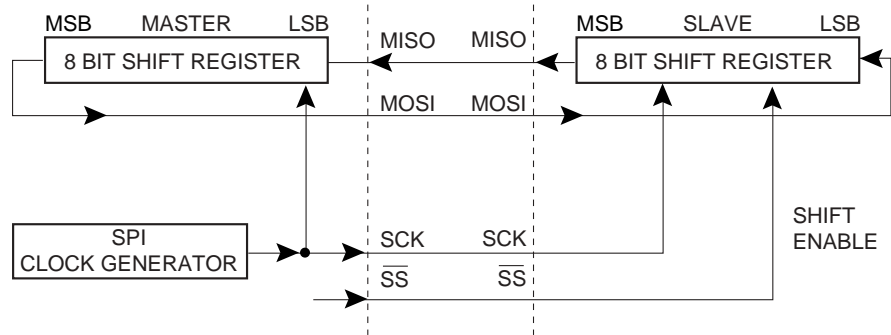 MSB MASTER LSB
MSB SLAVE LSB
8 BIT SHIFT REGISTER
MISO MISO
8 BIT SHIFT REGISTER
MOSI MOSI
SPI
CLOCK GENERATOR
SCK SCK
SS SS
SHIFT
ENABLE